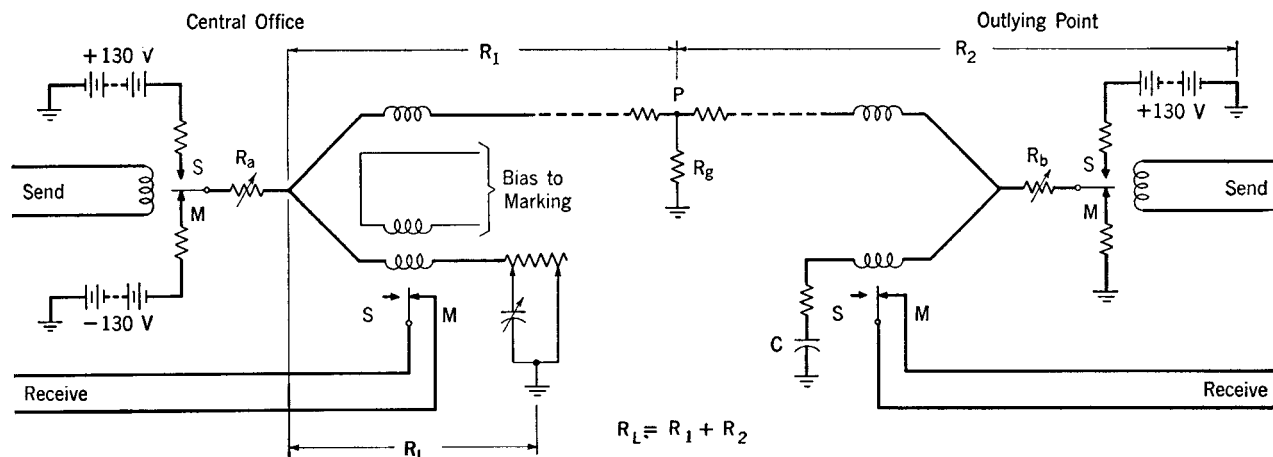 Central Office
Outlying Point
R1
R2
+130 V
+130 V
P
S
Ra
Rg
Rb
S
Send
Bias to
Marking
Send
M
M
−130 V
S
M
S
M
C
Receive
Receive
RL
RL = R1 + R2